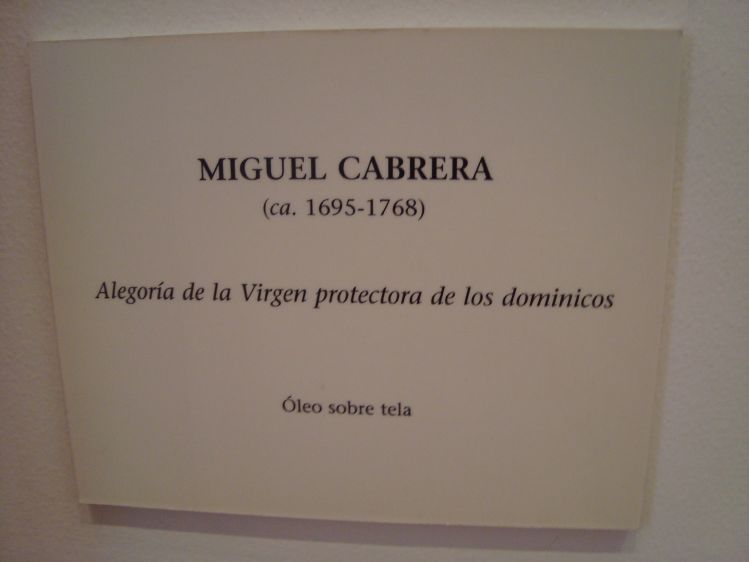 MIGUEL CABRERA
(ca. 1695-1768)
Alegoría de la Virgen protectora de los dominicos
Óleo sobre tela